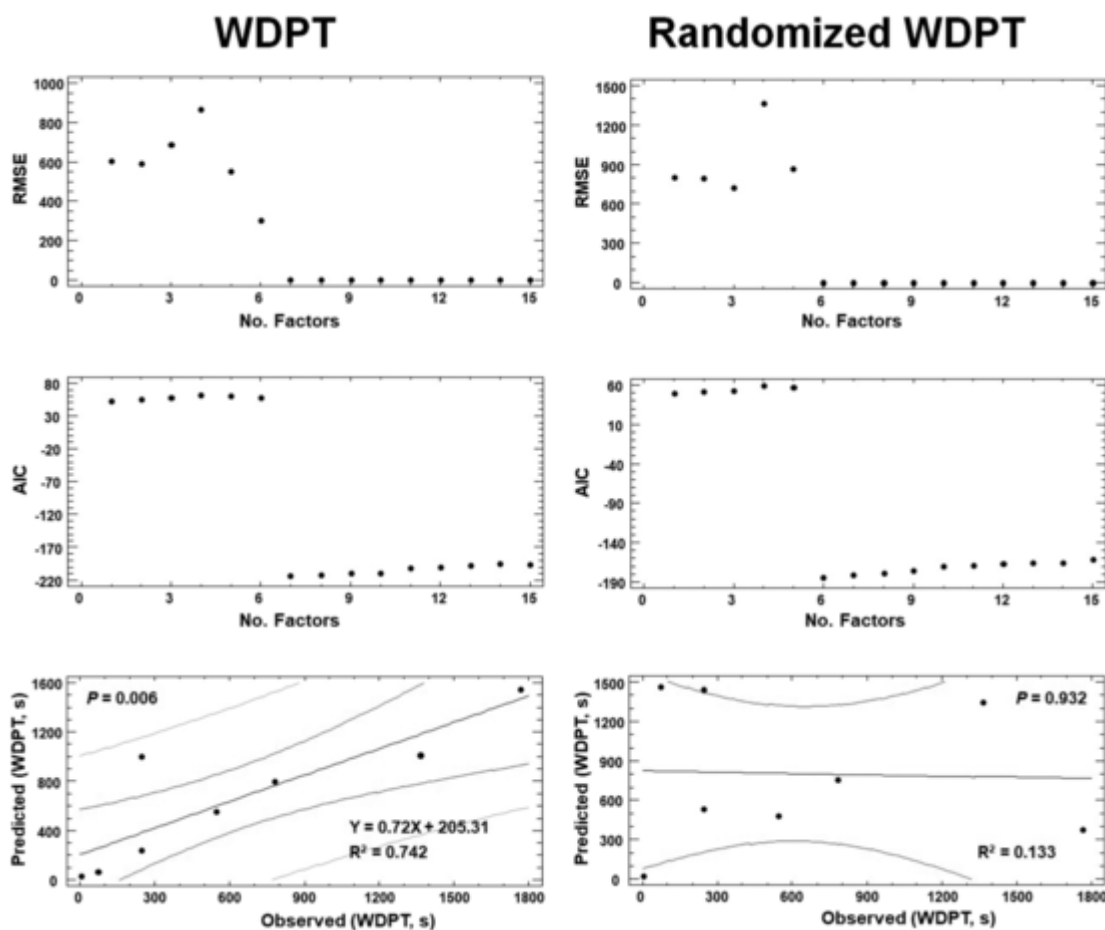 WDPT
Randomized WDPT
1000
800
600
400
200
0
RMSE
0 3 6 9 12 15
No. Factors
1500
1200
900
600
300
0
RMSE
0 3 6 9 12 15
No. Factors
80
30
-20
-70
-120
-170
-220
AIC
0 3 6 9 12 15
No. Factors
60
10
-40
-90
-140
-190
AIC
0 3 6 9 12 15
No. Factors
1600
1200
800
400
0
Predicted (WDPT, s)
P = 0.006
Y = 0.72X + 205.31
R² = 0.742
0 300 600 900 1200 1500 1800
Observed (WDPT, s)
1500
1200
900
600
300
0
Predicted (WDPT, s)
P = 0.932
R² = 0.133
0 300 600 900 1200 1500 1800
Observed (WDPT, s)